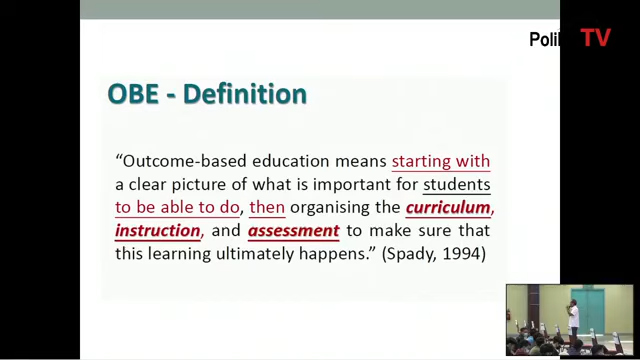 Poli TV
OBE - Definition
“Outcome-based education means starting with
a clear picture of what is important for students
to be able to do, then organising the curriculum,
instruction, and assessment to make sure that
this learning ultimately happens.” (Spady, 1994)